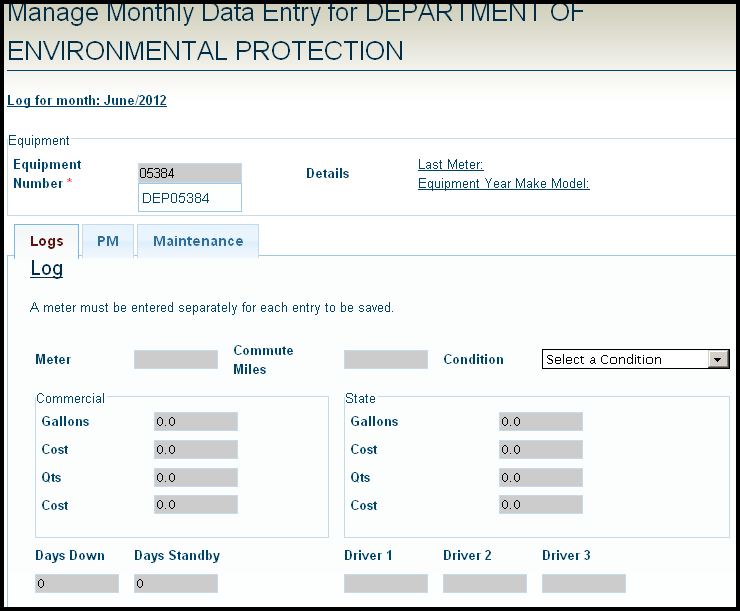 Manage Monthly Data Entry for DEPARTMENT OF
ENVIRONMENTAL PROTECTION
Log for month: June/2012
Equipment
Equipment Number * 05384 Details Last Meter:
DEP05384 Equipment Year Make Model:
Logs PM Maintenance
Log
A meter must be entered separately for each entry to be saved.
Meter Commute Miles Condition Select a Condition
Commercial State
Gallons 0.0 Gallons 0.0
Cost 0.0 Cost 0.0
Qts 0.0 Qts 0.0
Cost 0.0 Cost 0.0
Days Down Days Standby Driver 1 Driver 2 Driver 3
0 0